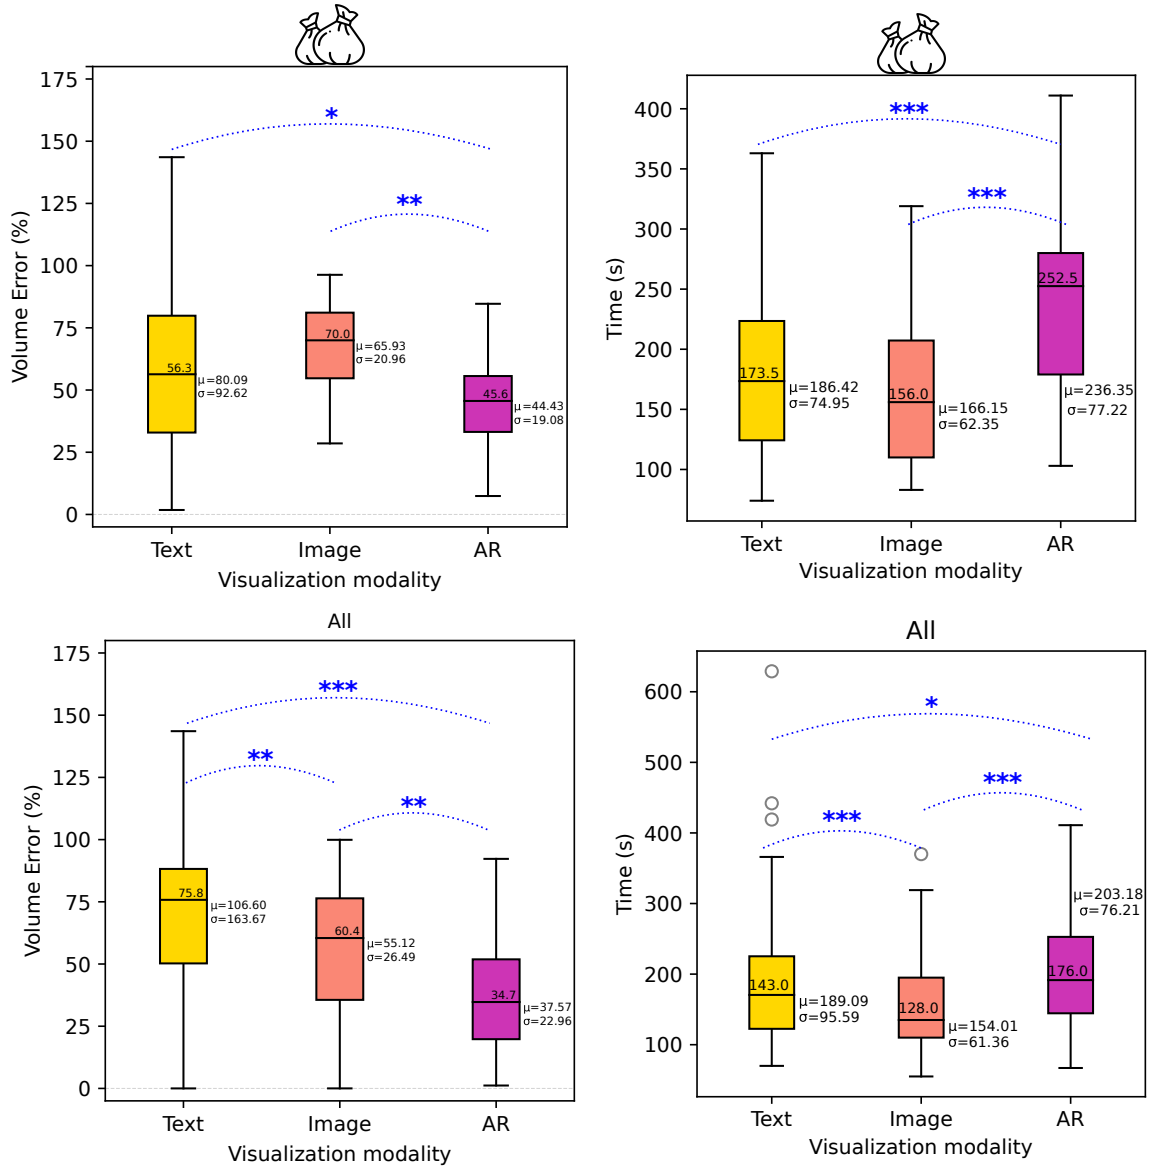 175
150
125
100
75
50
25
0
Volume Error (%)
*
**
56.3
μ=80.09
σ=92.62
70.0
μ=65.93
σ=20.96
45.6
μ=44.43
σ=19.08
Text Image AR
Visualization modality
400
350
300
250
200
150
100
Time (s)
***
***
173.5
μ=186.42
σ=74.95
156.0
μ=166.15
σ=62.35
252.5
μ=236.35
σ=77.22
Text Image AR
Visualization modality
All
175
150
125
100
75
50
25
0
Volume Error (%)
***
**
**
75.8
μ=106.60
σ=163.67
60.4
μ=55.12
σ=26.49
34.7
μ=37.57
σ=22.96
Text Image AR
Visualization modality
All
600
500
400
300
200
100
Time (s)
*
***
***
143.0
μ=189.09
σ=95.59
128.0
μ=154.01
σ=61.36
176.0
μ=203.18
σ=76.21
Text Image AR
Visualization modality